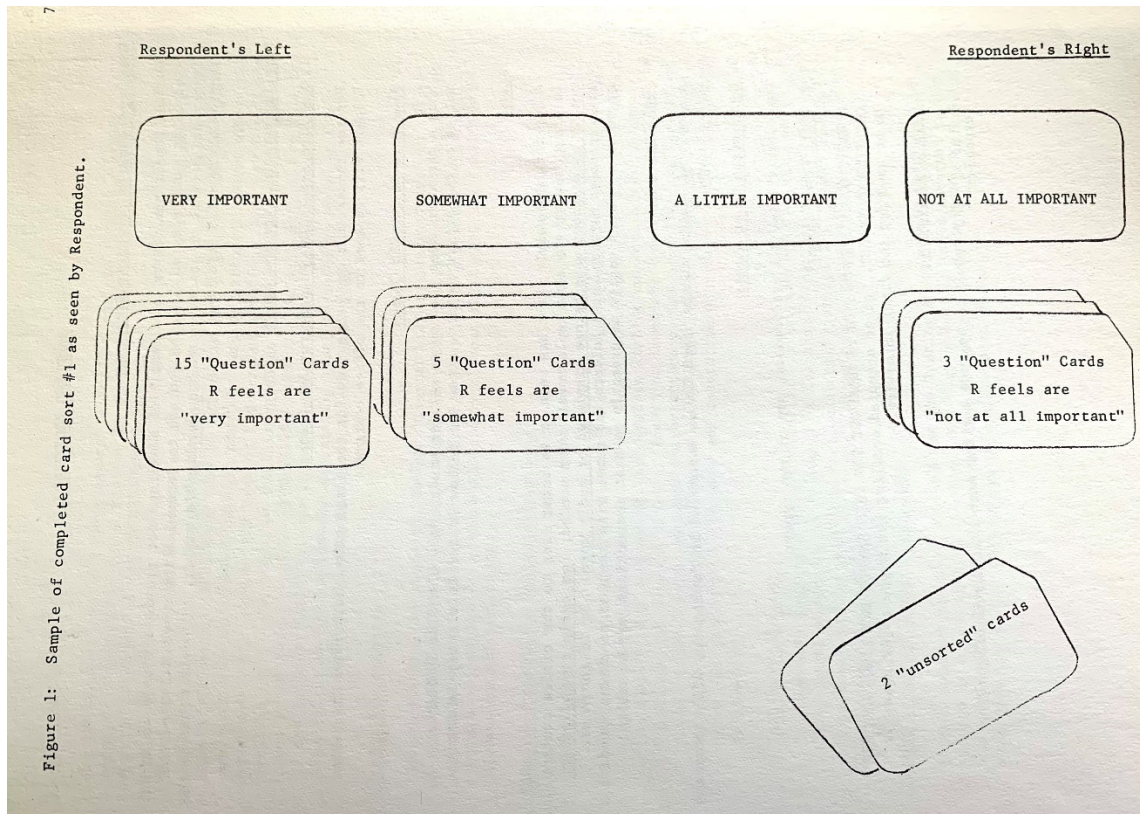 7
Respondent's Left
Respondent's Right
VERY IMPORTANT
SOMEWHAT IMPORTANT
A LITTLE IMPORTANT
NOT AT ALL IMPORTANT
15 "Question" Cards
R feels are
"very important"
5 "Question" Cards
R feels are
"somewhat important"
3 "Question" Cards
R feels are
"not at all important"
2 "unsorted" cards
Figure 1: Sample of completed card sort #1 as seen by Respondent.